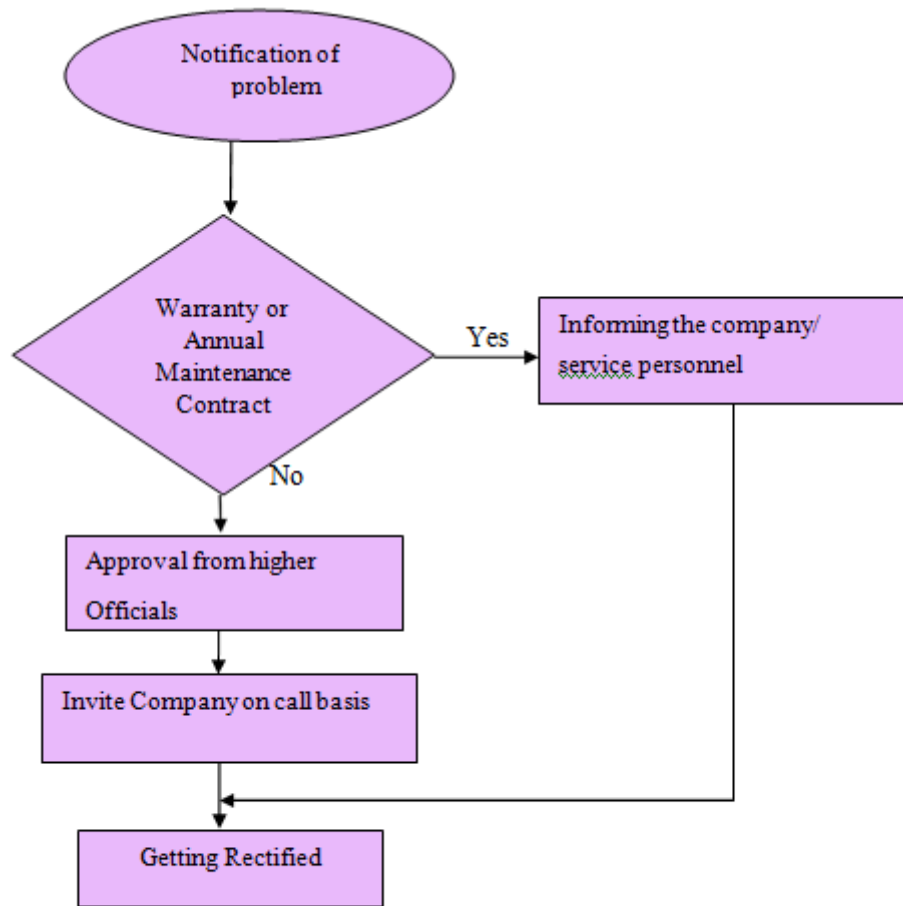 Notification of
problem
Warranty or
Annual
Maintenance
Contract
Yes
Informing the company/
service personnel
No
Approval from higher
Officials
Invite Company on call basis
Getting Rectified